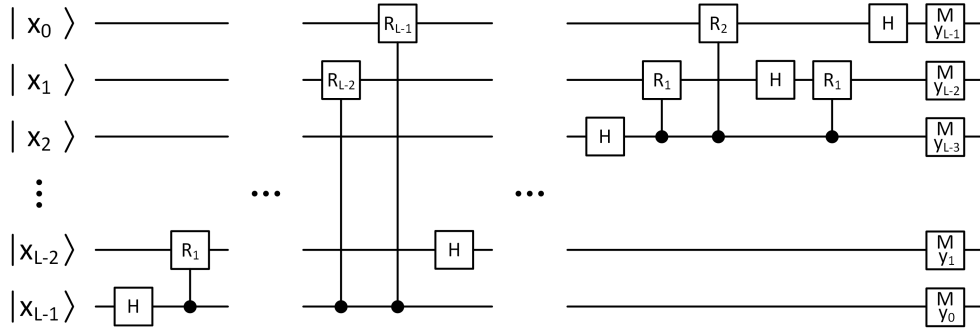 |x0⟩ RL-1 R2 H M yL-1
|x1⟩ RL-2 R1 H R1 M yL-2
|x2⟩ H M yL-3
|xL-2⟩ R1 H M y1
|xL-1⟩ H M y0